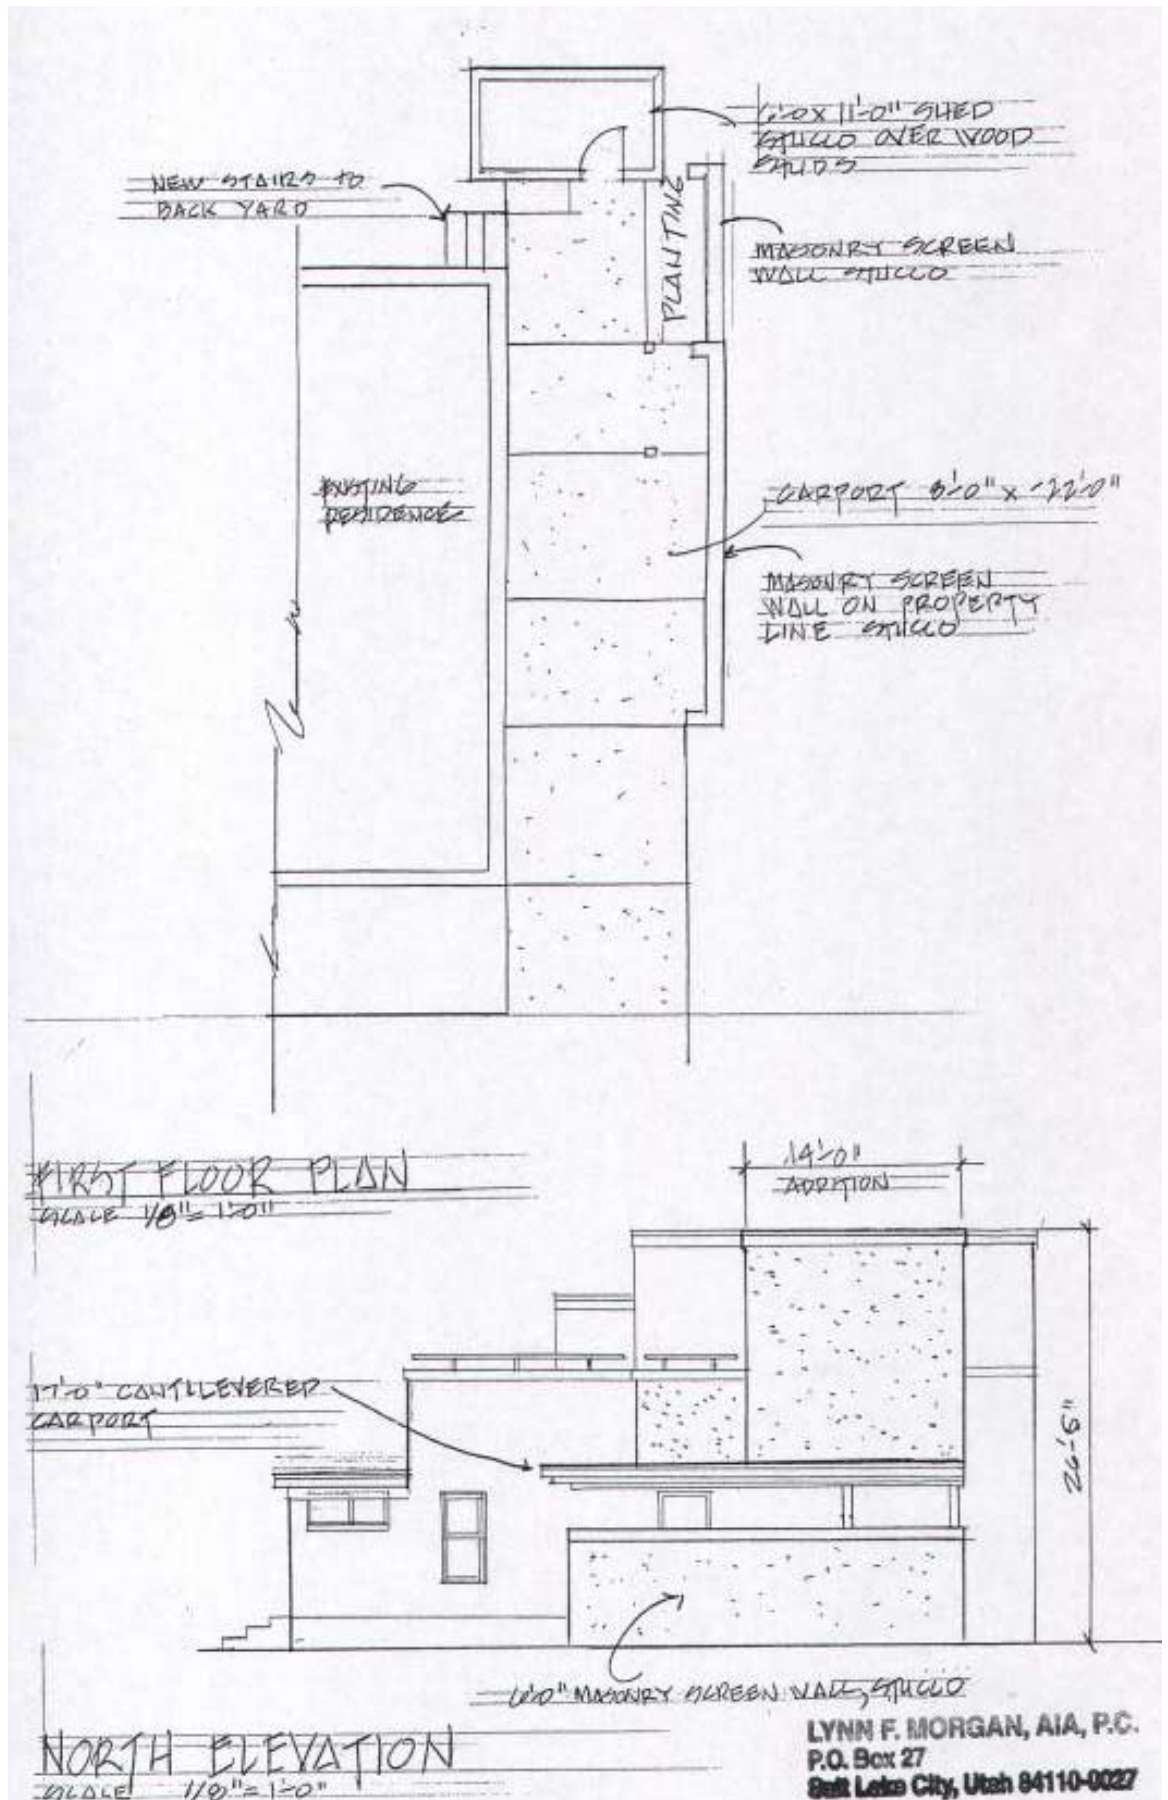 6'-0 x 11'-0" SHED
STUCCO OVER WOOD
STUDS
NEW STAIRS TO
BACK YARD
PLANTING
MASONRY SCREEN
WALL STUCCO
EXISTING
RESIDENCE
CARPORT 8'-0" x -22'-0"
MASONRY SCREEN
WALL ON PROPERTY
LINE STUCCO
FIRST FLOOR PLAN
SCALE 1/8" = 1'-0"
14'-0"
ADDITION
17'-0" CANTILEVERED
CARPORT
26'-6"
6'0" MASONRY SCREEN WALL, STUCCO
NORTH ELEVATION
SCALE 1/8" = 1'-0"
LYNN F. MORGAN, AIA, P.C.
P.O. Box 27
Salt Lake City, Utah 84110-0027